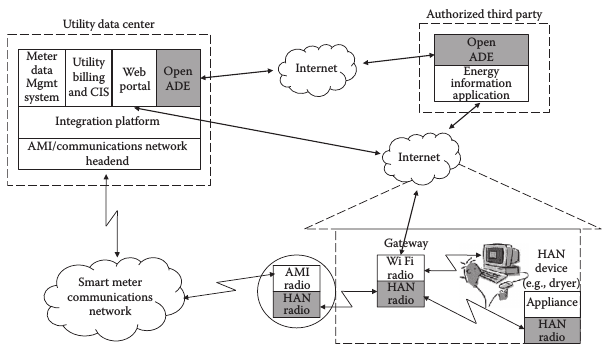 Utility data center
Authorized third party
Meter
data
Mgmt
system
Utility
billing
and CIS
Web
portal
Open
ADE
Integration platform
AMI/communications network
headend
Internet
Open
ADE
Energy
information
application
Internet
Smart meter
communications
network
AMI
radio
HAN
radio
Gateway
Wi Fi
radio
HAN
radio
HAN
device
(e.g., dryer)
Appliance
HAN
radio